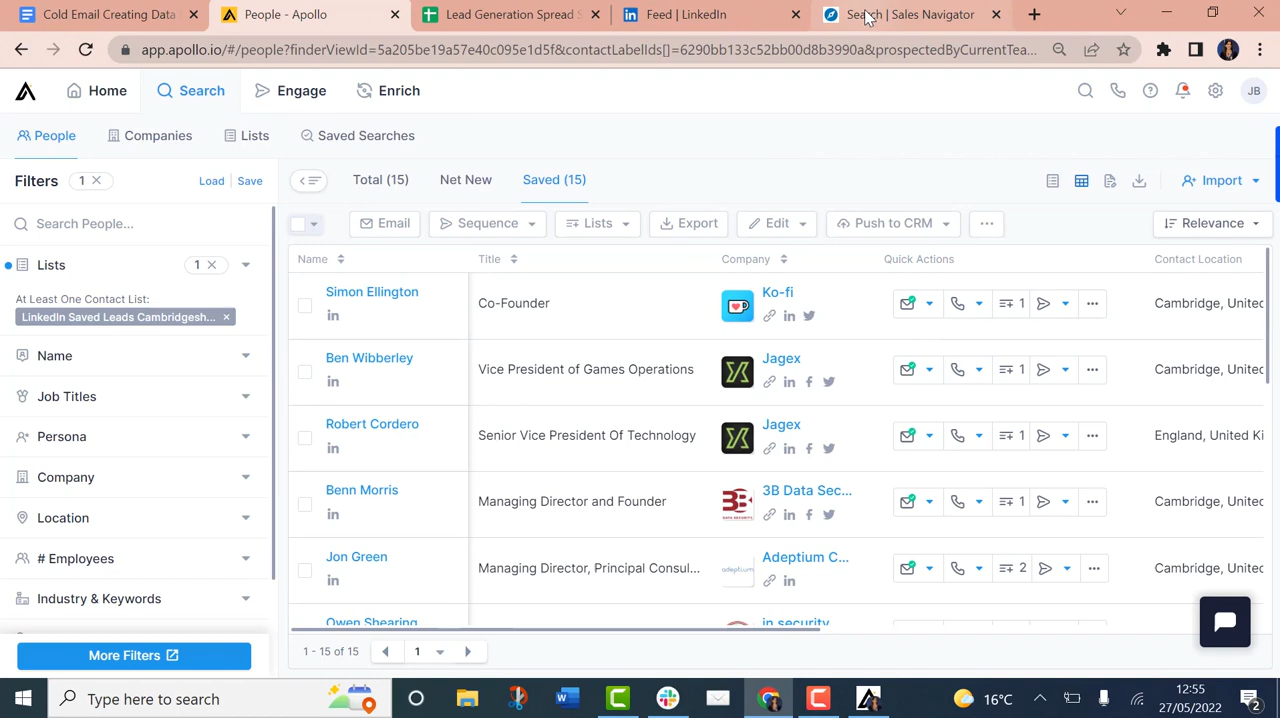 Cold Email Creating Data
People - Apollo
Lead Generation Spread S
Feed | LinkedIn
Search | Sales Navigator
app.apollo.io/#/people?finderViewId=5a205be19a57e40c095e1d5f&contactLabelIds[]=6290bb133c52bb00d8b3990a&prospectedByCurrentTea...
Home
Search
Engage
Enrich
JB
People
Companies
Lists
Saved Searches
Filters
1
Load
Save
Total (15)
Net New
Saved (15)
Import
Search People...
Email
Sequence
Lists
Export
Edit
Push to CRM
Relevance
Lists
1
At Least One Contact List:
LinkedIn Saved Leads Cambridgesh...
Name
Job Titles
Persona
Company
Location
# Employees
Industry & Keywords
More Filters
Name
Title
Company
Quick Actions
Contact Location
Simon Ellington
Co-Founder
Ko-fi
1
Cambridge, United
Ben Wibberley
Vice President of Games Operations
Jagex
1
Cambridge, Unitec
Robert Cordero
Senior Vice President Of Technology
Jagex
1
England, United Ki
Benn Morris
Managing Director and Founder
3B Data Sec...
1
Cambridge, Unitec
Jon Green
Managing Director, Principal Consul...
Adeptium C...
2
Cambridge, Unitec
Owen Shearing
in.security
1 - 15 of 15
1
Type here to search
16°C
12:55
27/05/2022
2